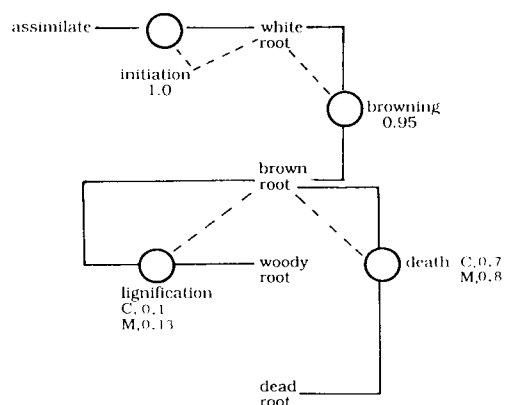 assimilate
white
root
initiation
1.0
browning
0.95
brown
root
woody
root
death C,0.7
M,0.8
lignification
C,0.1
M,0.13
dead
root